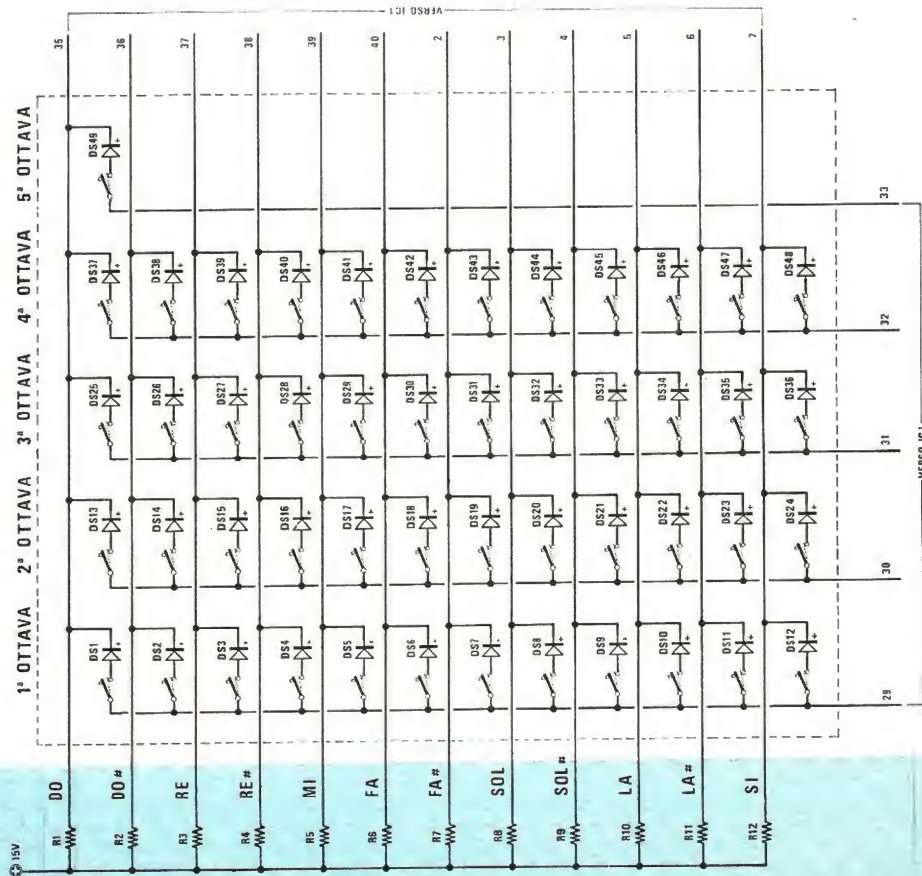 VERSO IC1
35
36
37
38
39
40
2
3
4
5
6
7
1ª OTTAVA 2ª OTTAVA 3ª OTTAVA 4ª OTTAVA 5ª OTTAVA
15V
R1 DO DS1 DS13 DS25 DS37 DS49
R2 DO# DS2 DS14 DS26 DS38
R3 RE DS3 DS15 DS27 DS39
R4 RE# DS4 DS16 DS28 DS40
R5 MI DS5 DS17 DS29 DS41
R6 FA DS6 DS18 DS30 DS42
R7 FA# DS7 DS19 DS31 DS43
R8 SOL DS8 DS20 DS32 DS44
R9 SOL# DS9 DS21 DS33 DS45
R10 LA DS10 DS22 DS34 DS46
R11 LA# DS11 DS23 DS35 DS47
R12 SI DS12 DS24 DS36 DS48
29 30 31 32 33
VERSO IC1